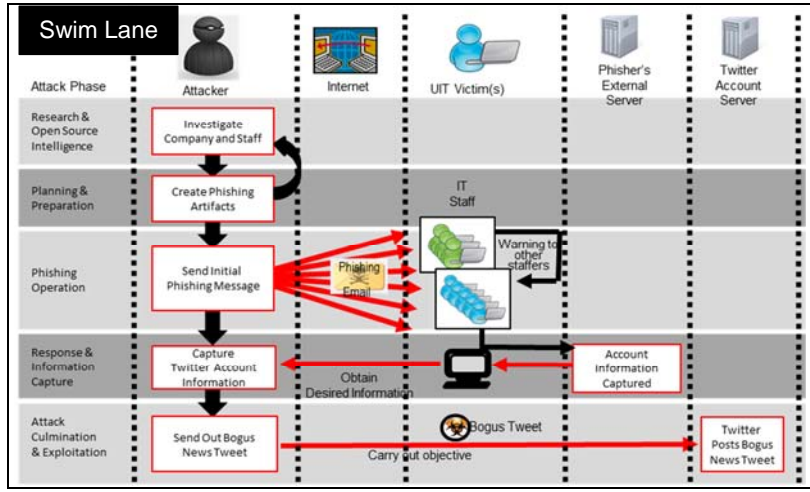 Swim Lane
Attack Phase
Attacker
Internet
UIT Victim(s)
Phisher's
External
Server
Twitter
Account
Server
Research &
Open Source
Intelligence
Investigate
Company and Staff
Planning &
Preparation
Create Phishing
Artifacts
IT
Staff
Phishing
Operation
Send Initial
Phishing Message
Phishing
Email
Warning to
other
staffers
Response &
Information
Capture
Capture
Twitter Account
Information
Obtain
Desired Information
Account
Information
Captured
Attack
Culmination
& Exploitation
Send Out Bogus
News Tweet
Bogus Tweet
Carry out objective
Twitter
Posts Bogus
News Tweet